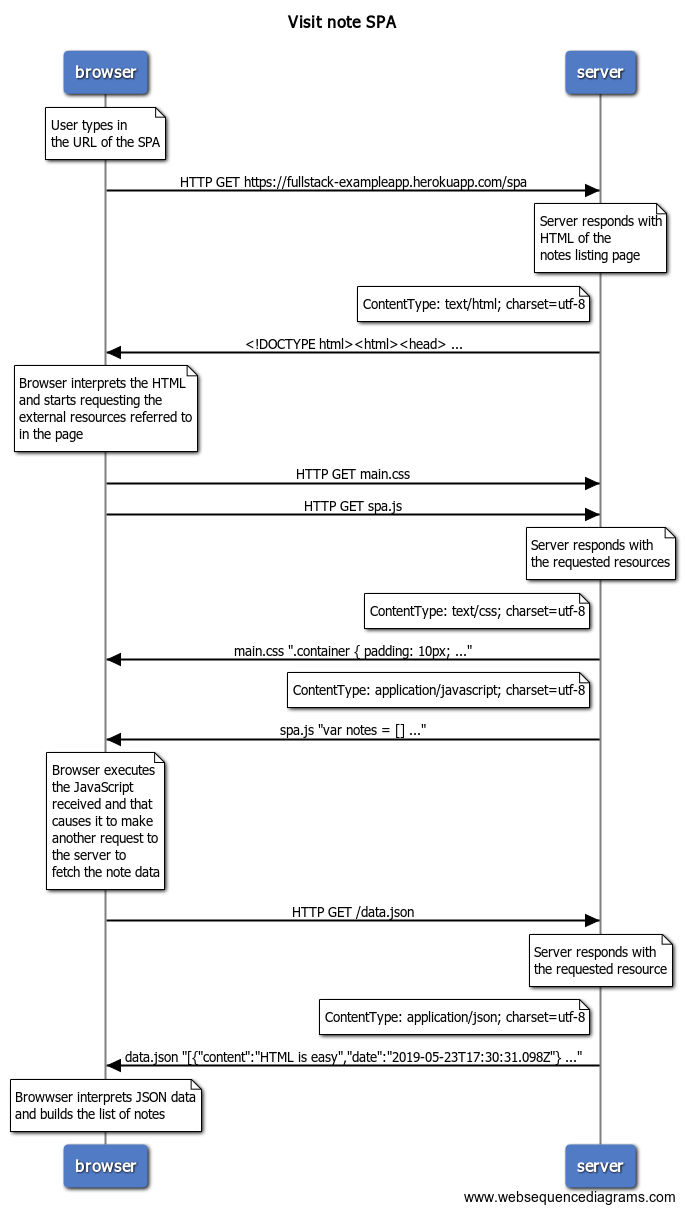 Visit note SPA
browser
server
User types in
the URL of the SPA
HTTP GET https://fullstack-exampleapp.herokuapp.com/spa
Server responds with
HTML of the
notes listing page
ContentType: text/html; charset=utf-8
<!DOCTYPE html><html><head> ...
Browser interprets the HTML
and starts requesting the
external resources referred to
in the page
HTTP GET main.css
HTTP GET spa.js
Server responds with
the requested resources
ContentType: text/css; charset=utf-8
main.css ".container { padding: 10px; ..."
ContentType: application/javascript; charset=utf-8
spa.js "var notes = [] ..."
Browser executes
the JavaScript
received and that
causes it to make
another request to
the server to
fetch the note data
HTTP GET /data.json
Server responds with
the requested resource
ContentType: application/json; charset=utf-8
data.json "[{"content":"HTML is easy","date":"2019-05-23T17:30:31.098Z"} ..."
Browwser interprets JSON data
and builds the list of notes
browser
server
www.websequencediagrams.com